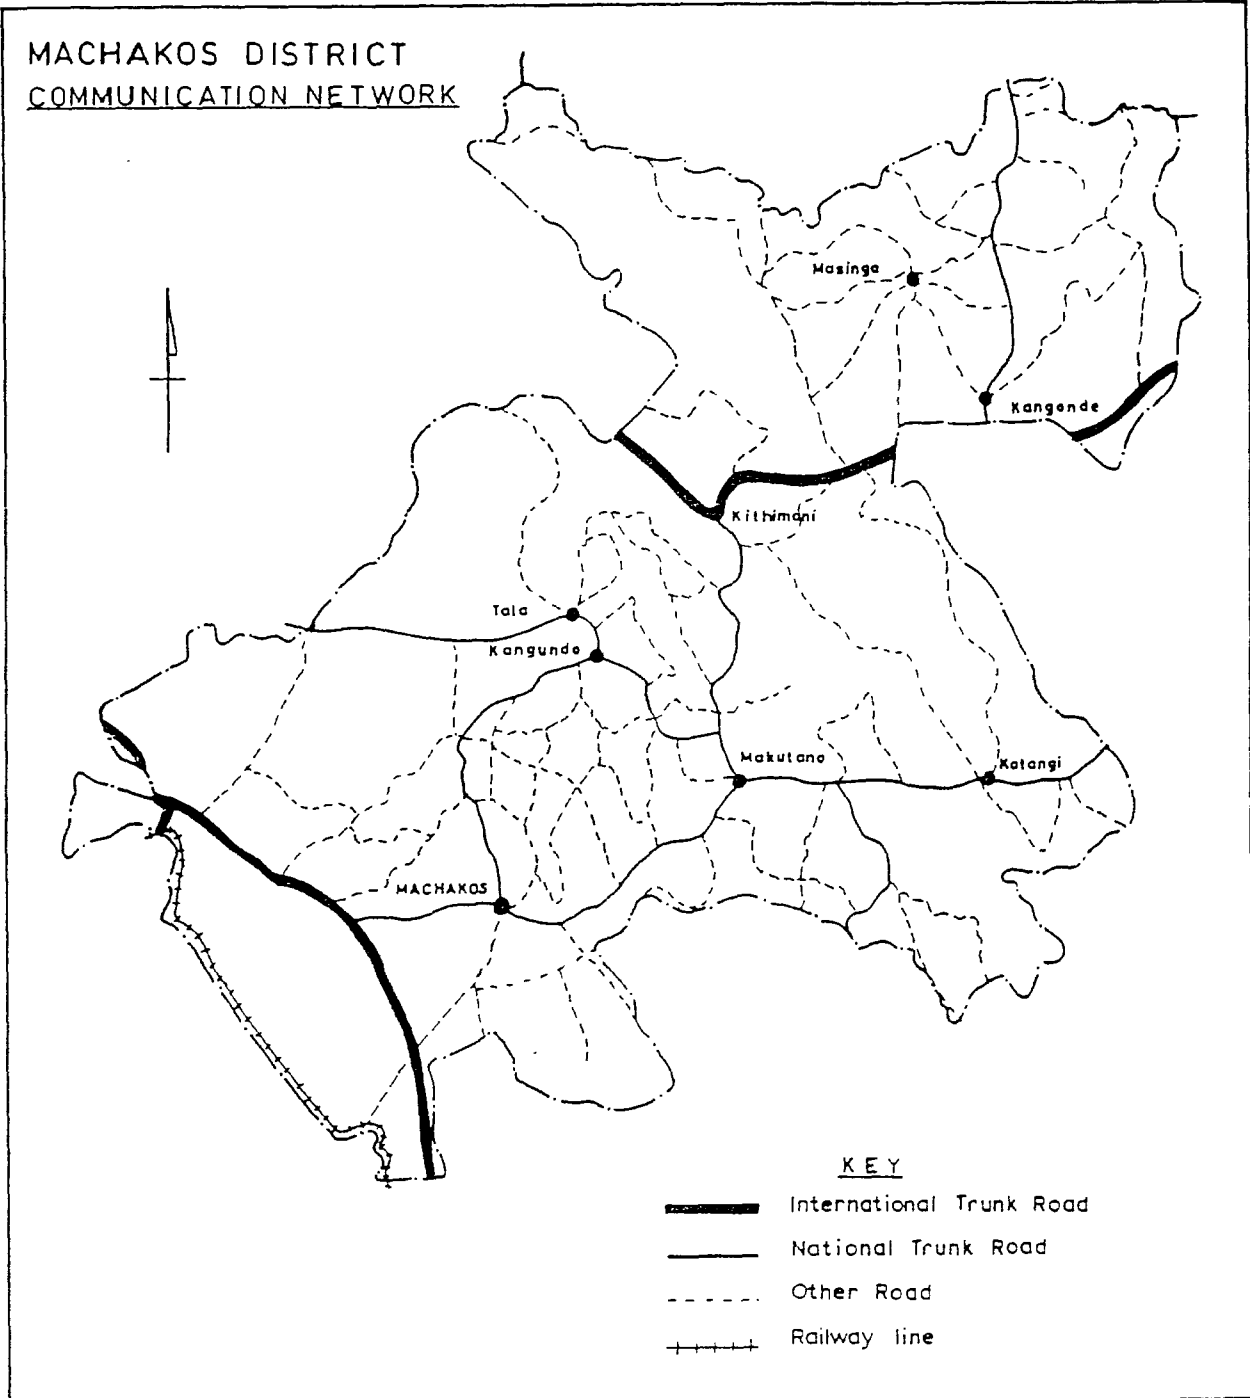 MACHAKOS DISTRICT
COMMUNICATION NETWORK
Masinga
Kangonde
Kithimani
Tala
Kangundo
Makutano
Katangi
MACHAKOS
KEY
International Trunk Road
National Trunk Road
Other Road
Railway line